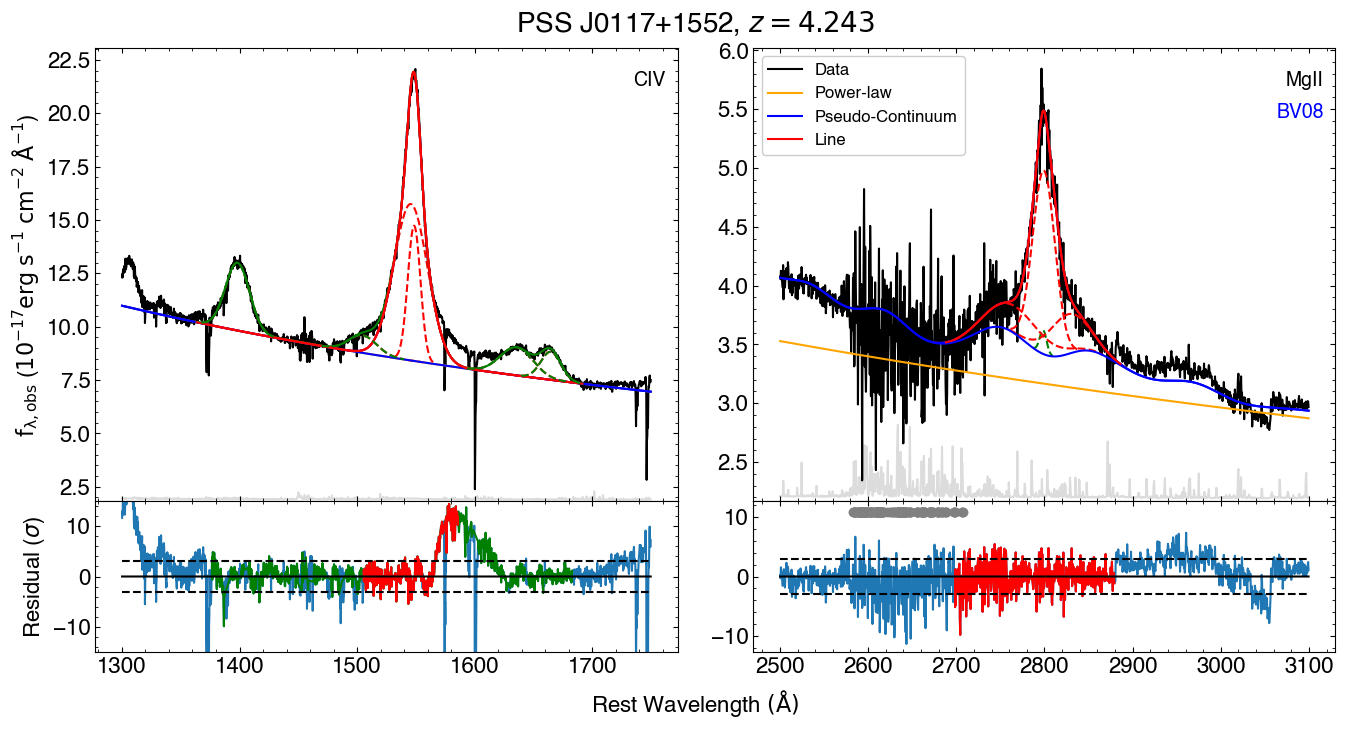 PSS J0117+1552, z = 4.243
CIV
22.5
20.0
17.5
15.0
12.5
10.0
7.5
5.0
2.5
f_λ,obs (10⁻¹⁷erg s⁻¹ cm⁻² Å⁻¹)
Data
Power-law
Pseudo-Continuum
Line
MgII
BV08
6.0
5.5
5.0
4.5
4.0
3.5
3.0
2.5
10
0
−10
Residual (σ)
1300 1400 1500 1600 1700
10
0
−10
2500 2600 2700 2800 2900 3000 3100
Rest Wavelength (Å)